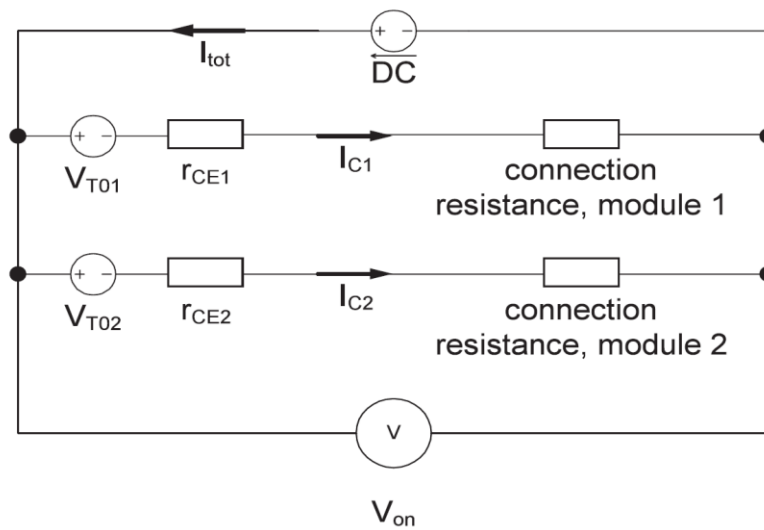 + −
I_tot
DC
+ −
V_T01
r_CE1
I_C1
connection
resistance, module 1
+ −
V_T02
r_CE2
I_C2
connection
resistance, module 2
V
V_on